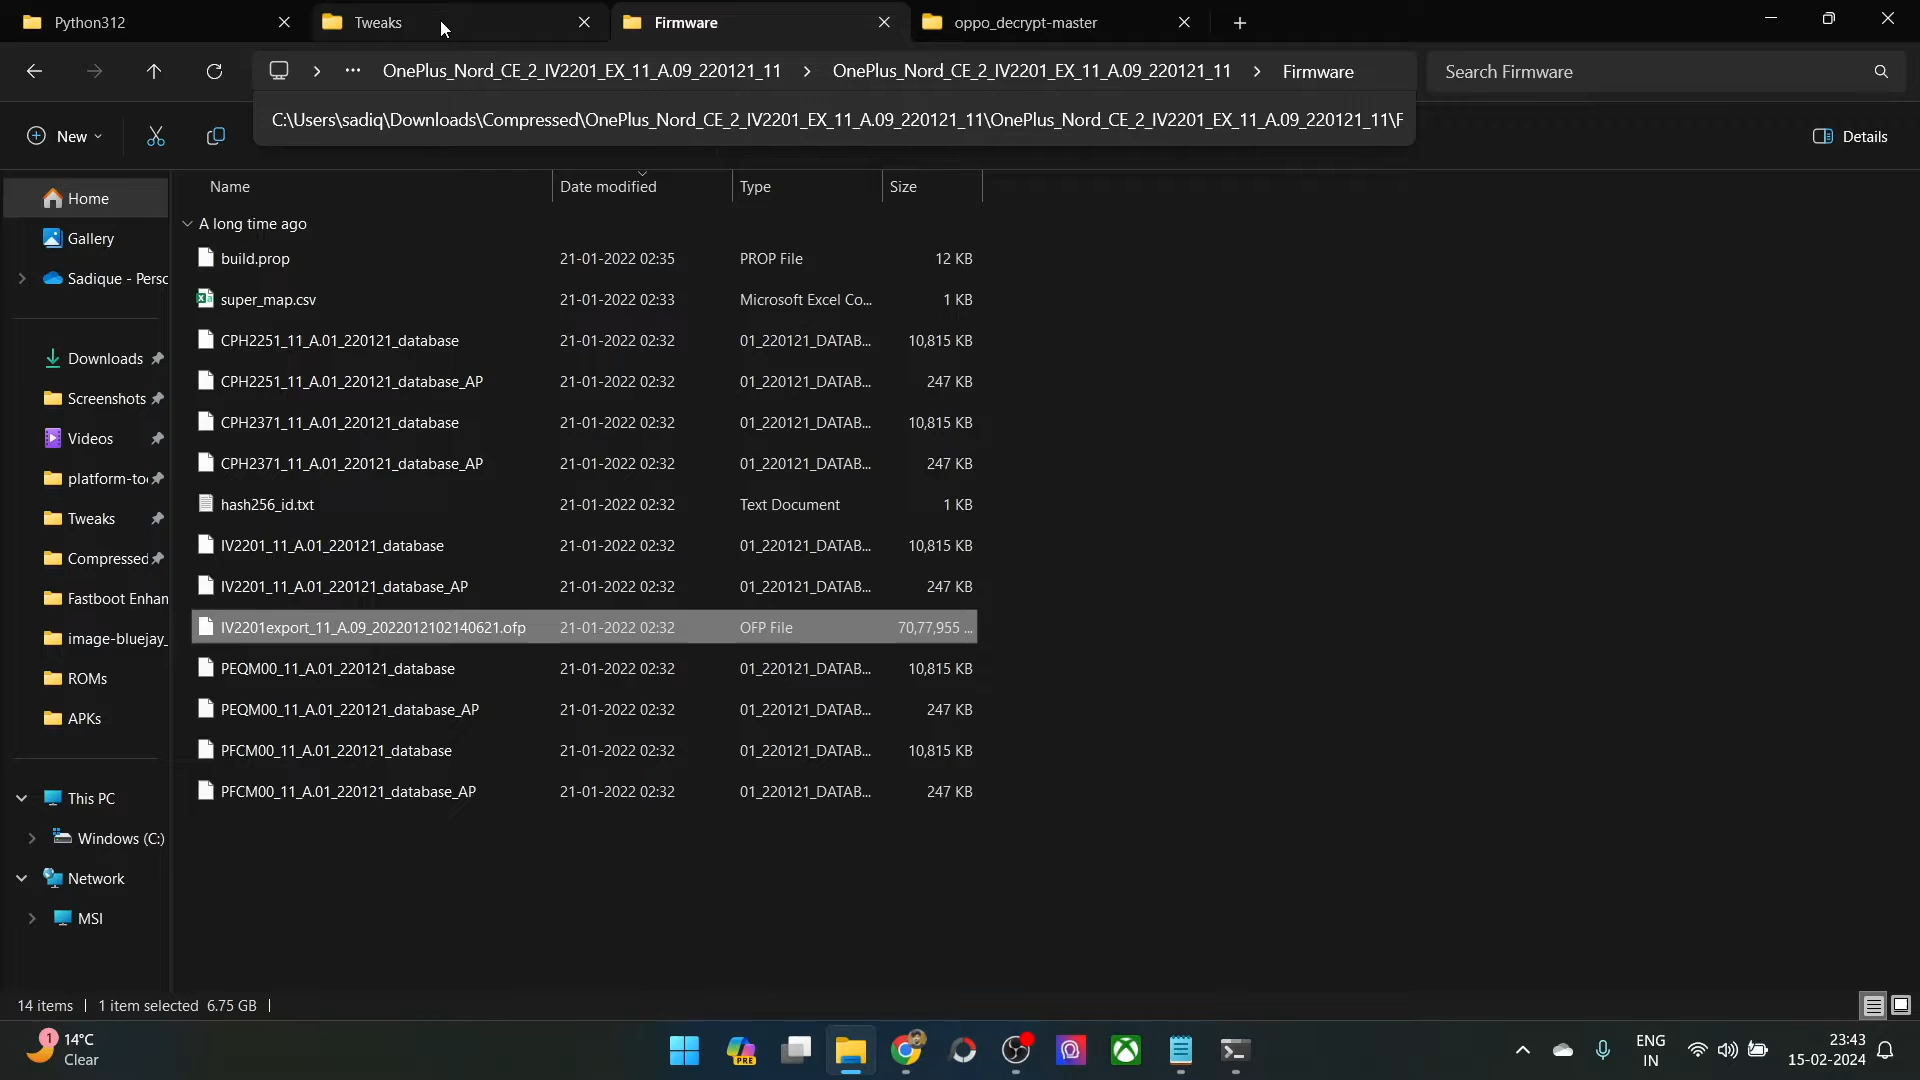 Python312
Tweaks
Firmware
oppo_decrypt-master
OnePlus_Nord_CE_2_IV2201_EX_11_A.09_220121_11 > OnePlus_Nord_CE_2_IV2201_EX_11_A.09_220121_11 > Firmware
Search Firmware
C:\Users\sadiq\Downloads\Compressed\OnePlus_Nord_CE_2_IV2201_EX_11_A.09_220121_11\OnePlus_Nord_CE_2_IV2201_EX_11_A.09_220121_11\F
New
Details
Name Date modified Type Size
A long time ago
build.prop 21-01-2022 02:35 PROP File 12 KB
super_map.csv 21-01-2022 02:33 Microsoft Excel Co... 1 KB
CPH2251_11_A.01_220121_database 21-01-2022 02:32 01_220121_DATAB... 10,815 KB
CPH2251_11_A.01_220121_database_AP 21-01-2022 02:32 01_220121_DATAB... 247 KB
CPH2371_11_A.01_220121_database 21-01-2022 02:32 01_220121_DATAB... 10,815 KB
CPH2371_11_A.01_220121_database_AP 21-01-2022 02:32 01_220121_DATAB... 247 KB
hash256_id.txt 21-01-2022 02:32 Text Document 1 KB
IV2201_11_A.01_220121_database 21-01-2022 02:32 01_220121_DATAB... 10,815 KB
IV2201_11_A.01_220121_database_AP 21-01-2022 02:32 01_220121_DATAB... 247 KB
IV2201export_11_A.09_2022012102140621.ofp 21-01-2022 02:32 OFP File 70,77,955 ...
PEQM00_11_A.01_220121_database 21-01-2022 02:32 01_220121_DATAB... 10,815 KB
PEQM00_11_A.01_220121_database_AP 21-01-2022 02:32 01_220121_DATAB... 247 KB
PFCM00_11_A.01_220121_database 21-01-2022 02:32 01_220121_DATAB... 10,815 KB
PFCM00_11_A.01_220121_database_AP 21-01-2022 02:32 01_220121_DATAB... 247 KB
Home
Gallery
Sadique - Persc
Downloads
Screenshots
Videos
platform-too
Tweaks
Compressed
Fastboot Enhan
image-bluejay_
ROMs
APKs
This PC
Windows (C:)
Network
MSI
14 items | 1 item selected 6.75 GB |
1
14°C
Clear
PRE
ENG
IN
23:43
15-02-2024